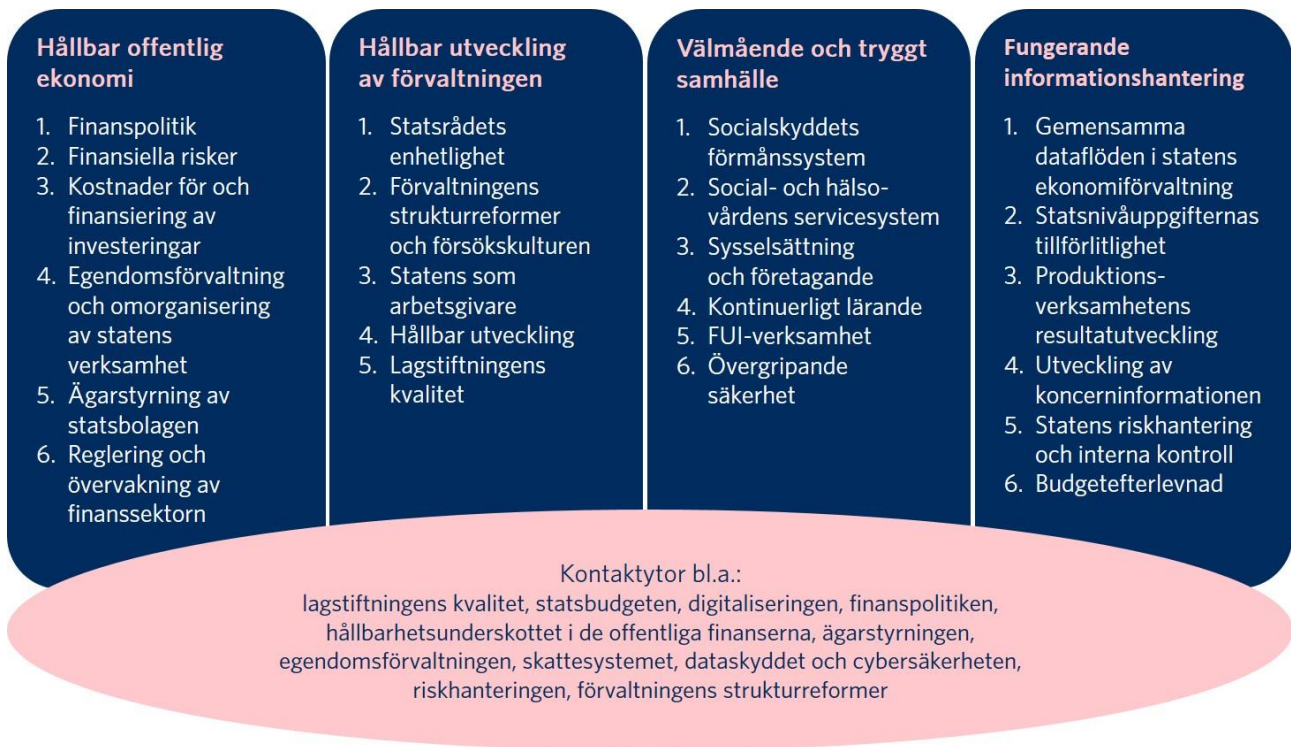 Hållbar offentlig
ekonomi
1. Finanspolitik
2. Finansiella risker
3. Kostnader för och
finansiering av
investeringar
4. Egendomsförvaltning
och omorganisering
av statens
verksamhet
5. Ägarstyrning av
statsbolagen
6. Reglering och
övervakning av
finanssektorn
Hållbar utveckling
av förvaltningen
1. Statsrådets
enhetlighet
2. Förvaltningens
strukturreformer
och försökskulturen
3. Statens som
arbetsgivare
4. Hållbar utveckling
5. Lagstiftningens
kvalitet
Välmående och tryggt
samhälle
1. Socialskyddets
förmånssystem
2. Social- och hälso-
vårdens servicesystem
3. Sysselsättning
och företagande
4. Kontinuerligt lärande
5. FUI-verksamhet
6. Övergripande
säkerhet
Fungerande
informationshantering
1. Gemensamma
dataflöden i statens
ekonomiförvaltning
2. Statsnivåuppgifternas
tillförlitlighet
3. Produktions-
verksamhetens
resultatutveckling
4. Utveckling av
koncerninformationen
5. Statens riskhantering
och interna kontroll
6. Budgetefterlevnad
Kontaktytor bl.a.:
lagstiftningens kvalitet, statsbudgeten, digitaliseringen, finanspolitiken,
hållbarhetsunderskottet i de offentliga finanserna, ägarstyrningen,
egendomsförvaltningen, skattesystemet, dataskyddet och cybersäkerheten,
riskhanteringen, förvaltningens strukturreformer